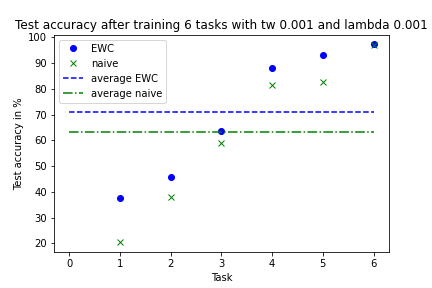 Test accuracy after training 6 tasks with tw 0.001 and lambda 0.001
100
90
80
70
60
50
40
30
20
Test accuracy in %
EWC
naive
average EWC
average naive
0 1 2 3 4 5 6
Task